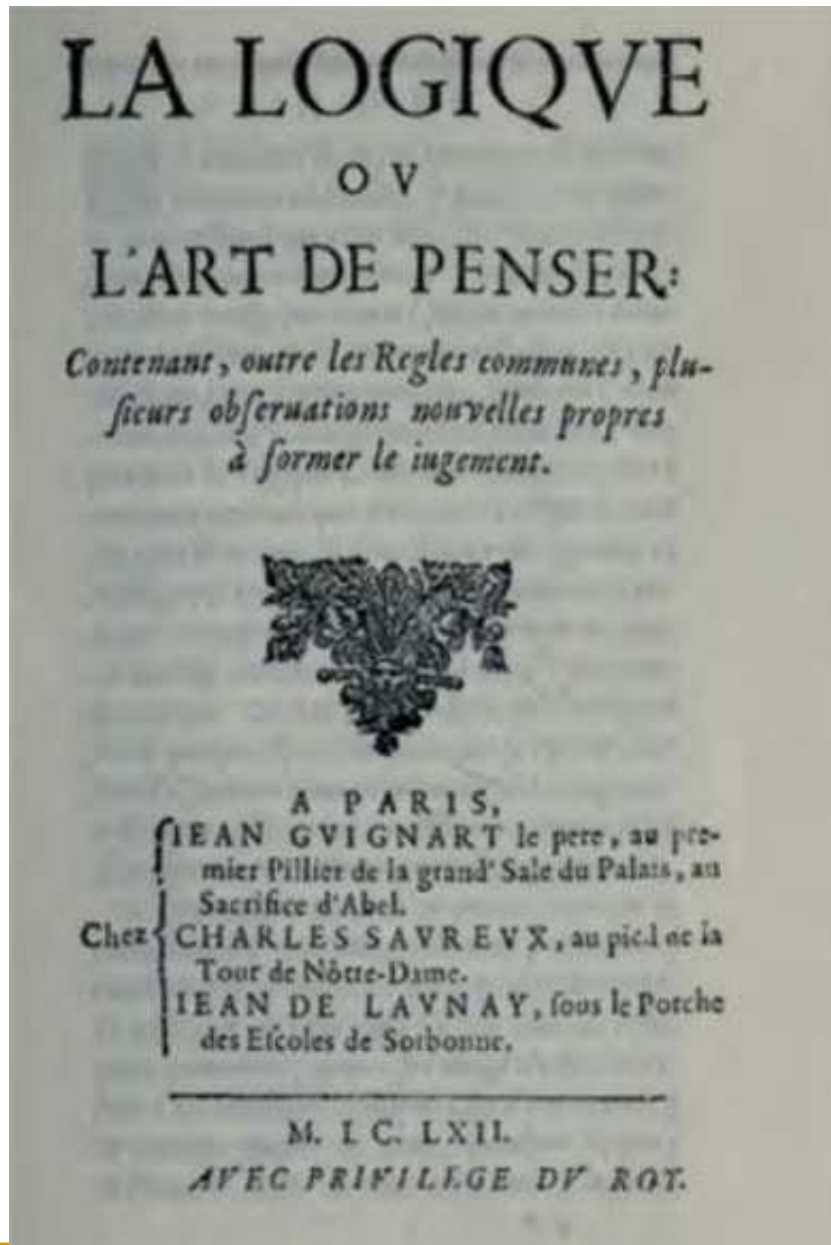 LA LOGIQVE
OV
L'ART DE PENSER:
Contenant, outre les Regles communes, plu-
ſieurs obſeruations nouvelles propres
à former le iugement.
A PARIS,
IEAN GVIGNART le pere, au pre-
mier Pillier de la grand' Sale du Palais, au
Sacrifice d'Abel.
Chez CHARLES SAVREVX, au pied de la
Tour de Nôtre-Dame.
IEAN DE LAVNAY, ſous le Porche
des Eſcoles de Sorbonne.
M. I C. LXII.
AVEC PRIVILEGE DV ROY.